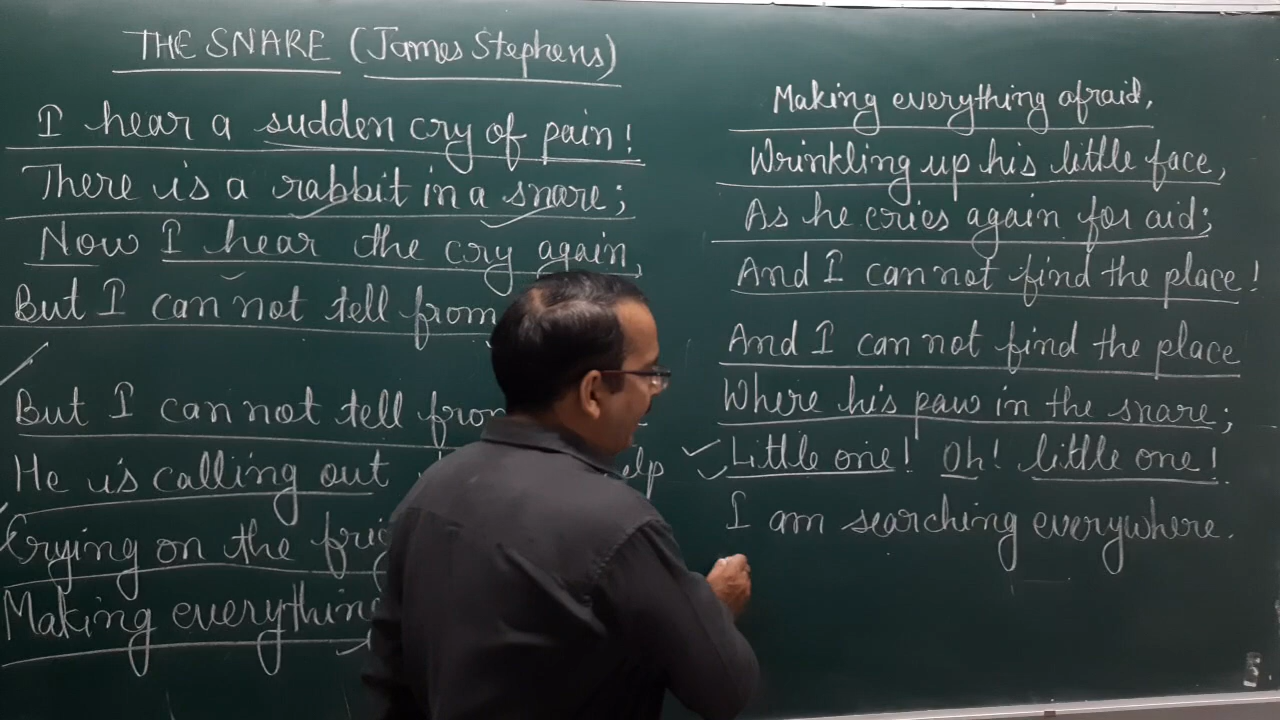 THE SNARE (James Stephens)
I hear a sudden cry of pain!
There is a rabbit in a snare;
Now I hear the cry again,
But I can not tell from
But I can not tell
He is calling out
Crying on the
Making everything
Making everything afraid,
Wrinkling up his little face,
As he cries again for aid;
And I can not find the place!
And I can not find the place
Where his paw in the snare;
Little one! Oh! little one!
I am searching everywhere.